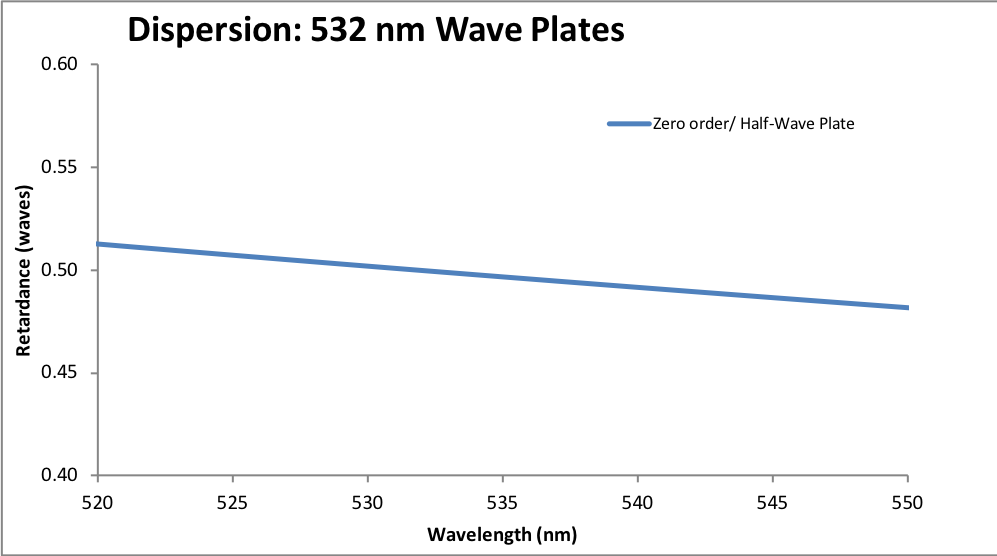 Dispersion: 532 nm Wave Plates
0.60
Zero order/ Half-Wave Plate
0.55
0.50
0.45
0.40
Retardance (waves)
520 525 530 535 540 545 550
Wavelength (nm)